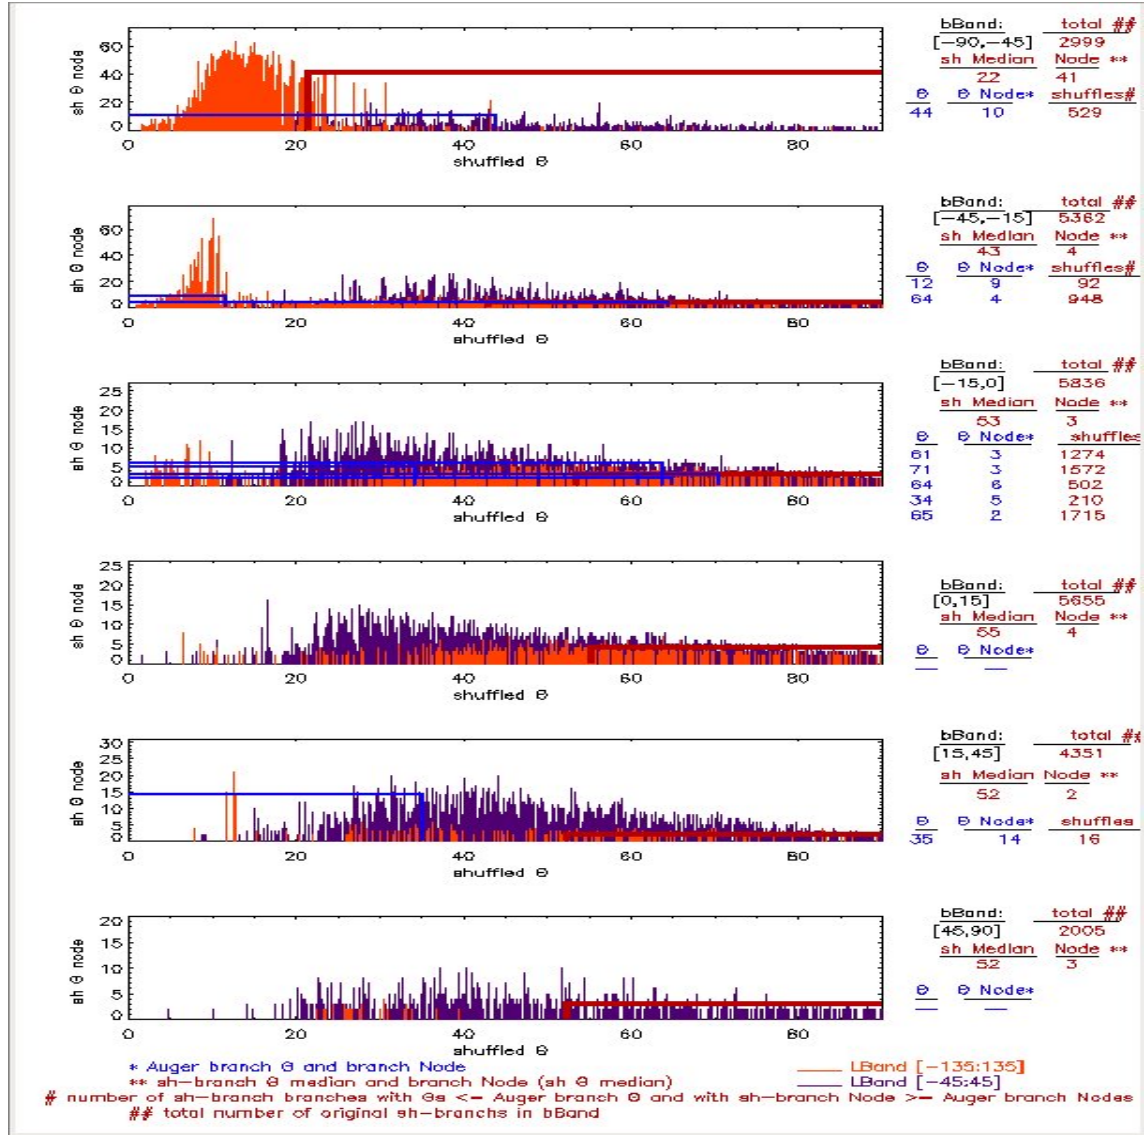 bBand: total ##
[-90,-45] 2999
sh Median Node **
22 41
Θ Θ Node* shuffles#
44 10 529
sh Θ node
60
40
20
0
0 20 40 60 80
shuffled Θ
bBand: total ##
[-45,-15] 5362
sh Median Node **
43 4
Θ Θ Node* shuffles#
12 9 92
64 4 948
sh Θ node
60
40
20
0
0 20 40 60 80
shuffled Θ
bBand: total ##
[-15,0] 5836
sh Median Node **
53 3
Θ Θ Node* shuffles
61 3 1274
71 3 1572
64 6 502
34 5 210
65 2 1715
sh Θ node
25
20
15
10
5
0
0 20 40 60 80
shuffled Θ
bBand: total ##
[0,15] 5655
sh Median Node **
55 4
Θ Θ Node*
— —
sh Θ node
25
20
15
10
5
0
0 20 40 60 80
shuffled Θ
bBand: total ##
[15,45] 4351
sh Median Node **
52 2
Θ Θ Node* shuffles
35 14 16
sh Θ node
30
25
20
15
10
5
0
0 20 40 60 80
shuffled Θ
bBand: total ##
[45,90] 2005
sh Median Node **
52 3
Θ Θ Node*
— —
sh Θ node
20
15
10
5
0
0 20 40 60 80
shuffled Θ
* Auger branch Θ and branch Node
LBand [-135:135]
** sh-branch Θ median and branch Node (sh Θ median)
LBand [-45:45]
# number of sh-branch branches with Θs <= Auger branch Θ and with sh-branch Node >= Auger branch Nodes
## total number of original sh-branchs in bBand